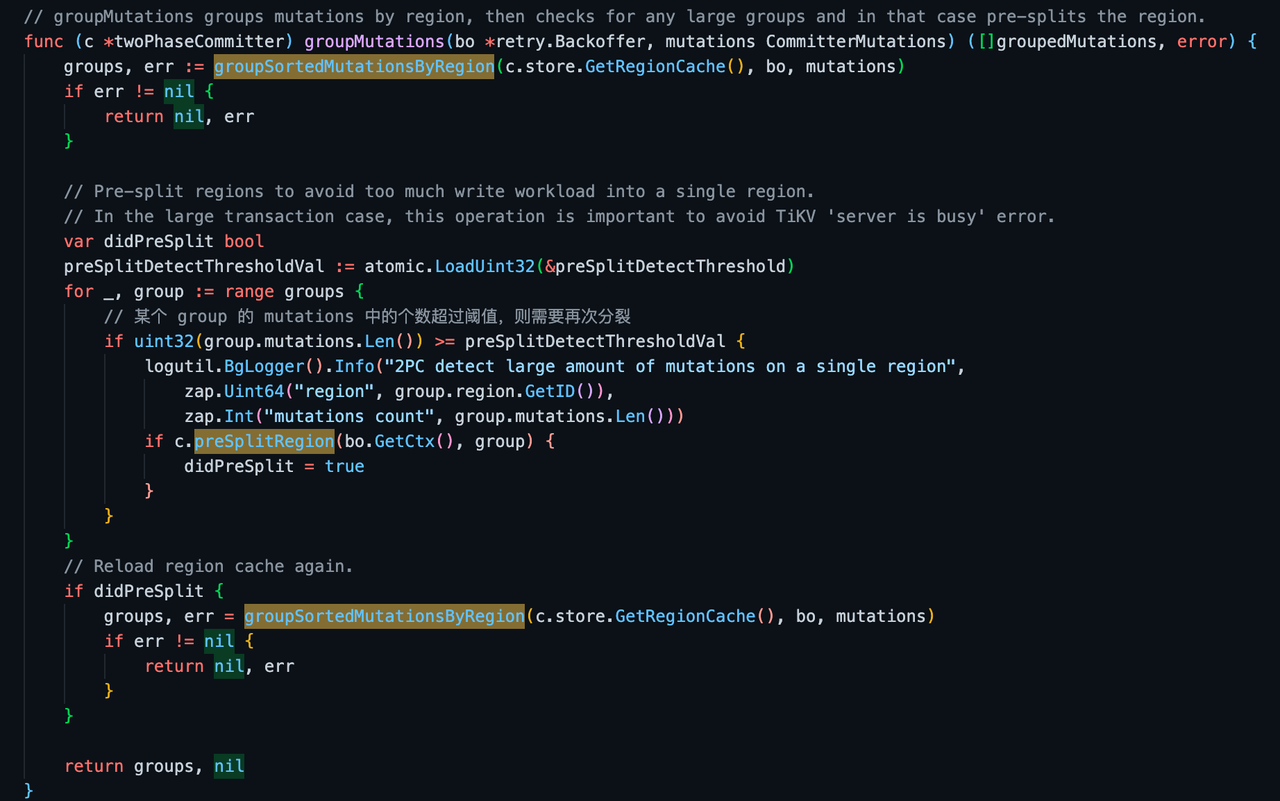 // groupMutations groups mutations by region, then checks for any large groups and in that case pre-splits the region.
func (c *twoPhaseCommitter) groupMutations(bo *retry.Backoffer, mutations CommitterMutations) ([]groupedMutations, error) {
    groups, err := groupSortedMutationsByRegion(c.store.GetRegionCache(), bo, mutations)
    if err != nil {
        return nil, err
    }

    // Pre-split regions to avoid too much write workload into a single region.
    // In the large transaction case, this operation is important to avoid TiKV 'server is busy' error.
    var didPreSplit bool
    preSplitDetectThresholdVal := atomic.LoadUint32(&preSplitDetectThreshold)
    for _, group := range groups {
        // 某个 group 的 mutations 中的个数超过阈值，则需要再次分裂
        if uint32(group.mutations.Len()) >= preSplitDetectThresholdVal {
            logutil.BgLogger().Info("2PC detect large amount of mutations on a single region",
                zap.Uint64("region", group.region.GetID()),
                zap.Int("mutations count", group.mutations.Len()))
            if c.preSplitRegion(bo.GetCtx(), group) {
                didPreSplit = true
            }
        }
    }
    // Reload region cache again.
    if didPreSplit {
        groups, err = groupSortedMutationsByRegion(c.store.GetRegionCache(), bo, mutations)
        if err != nil {
            return nil, err
        }
    }

    return groups, nil
}